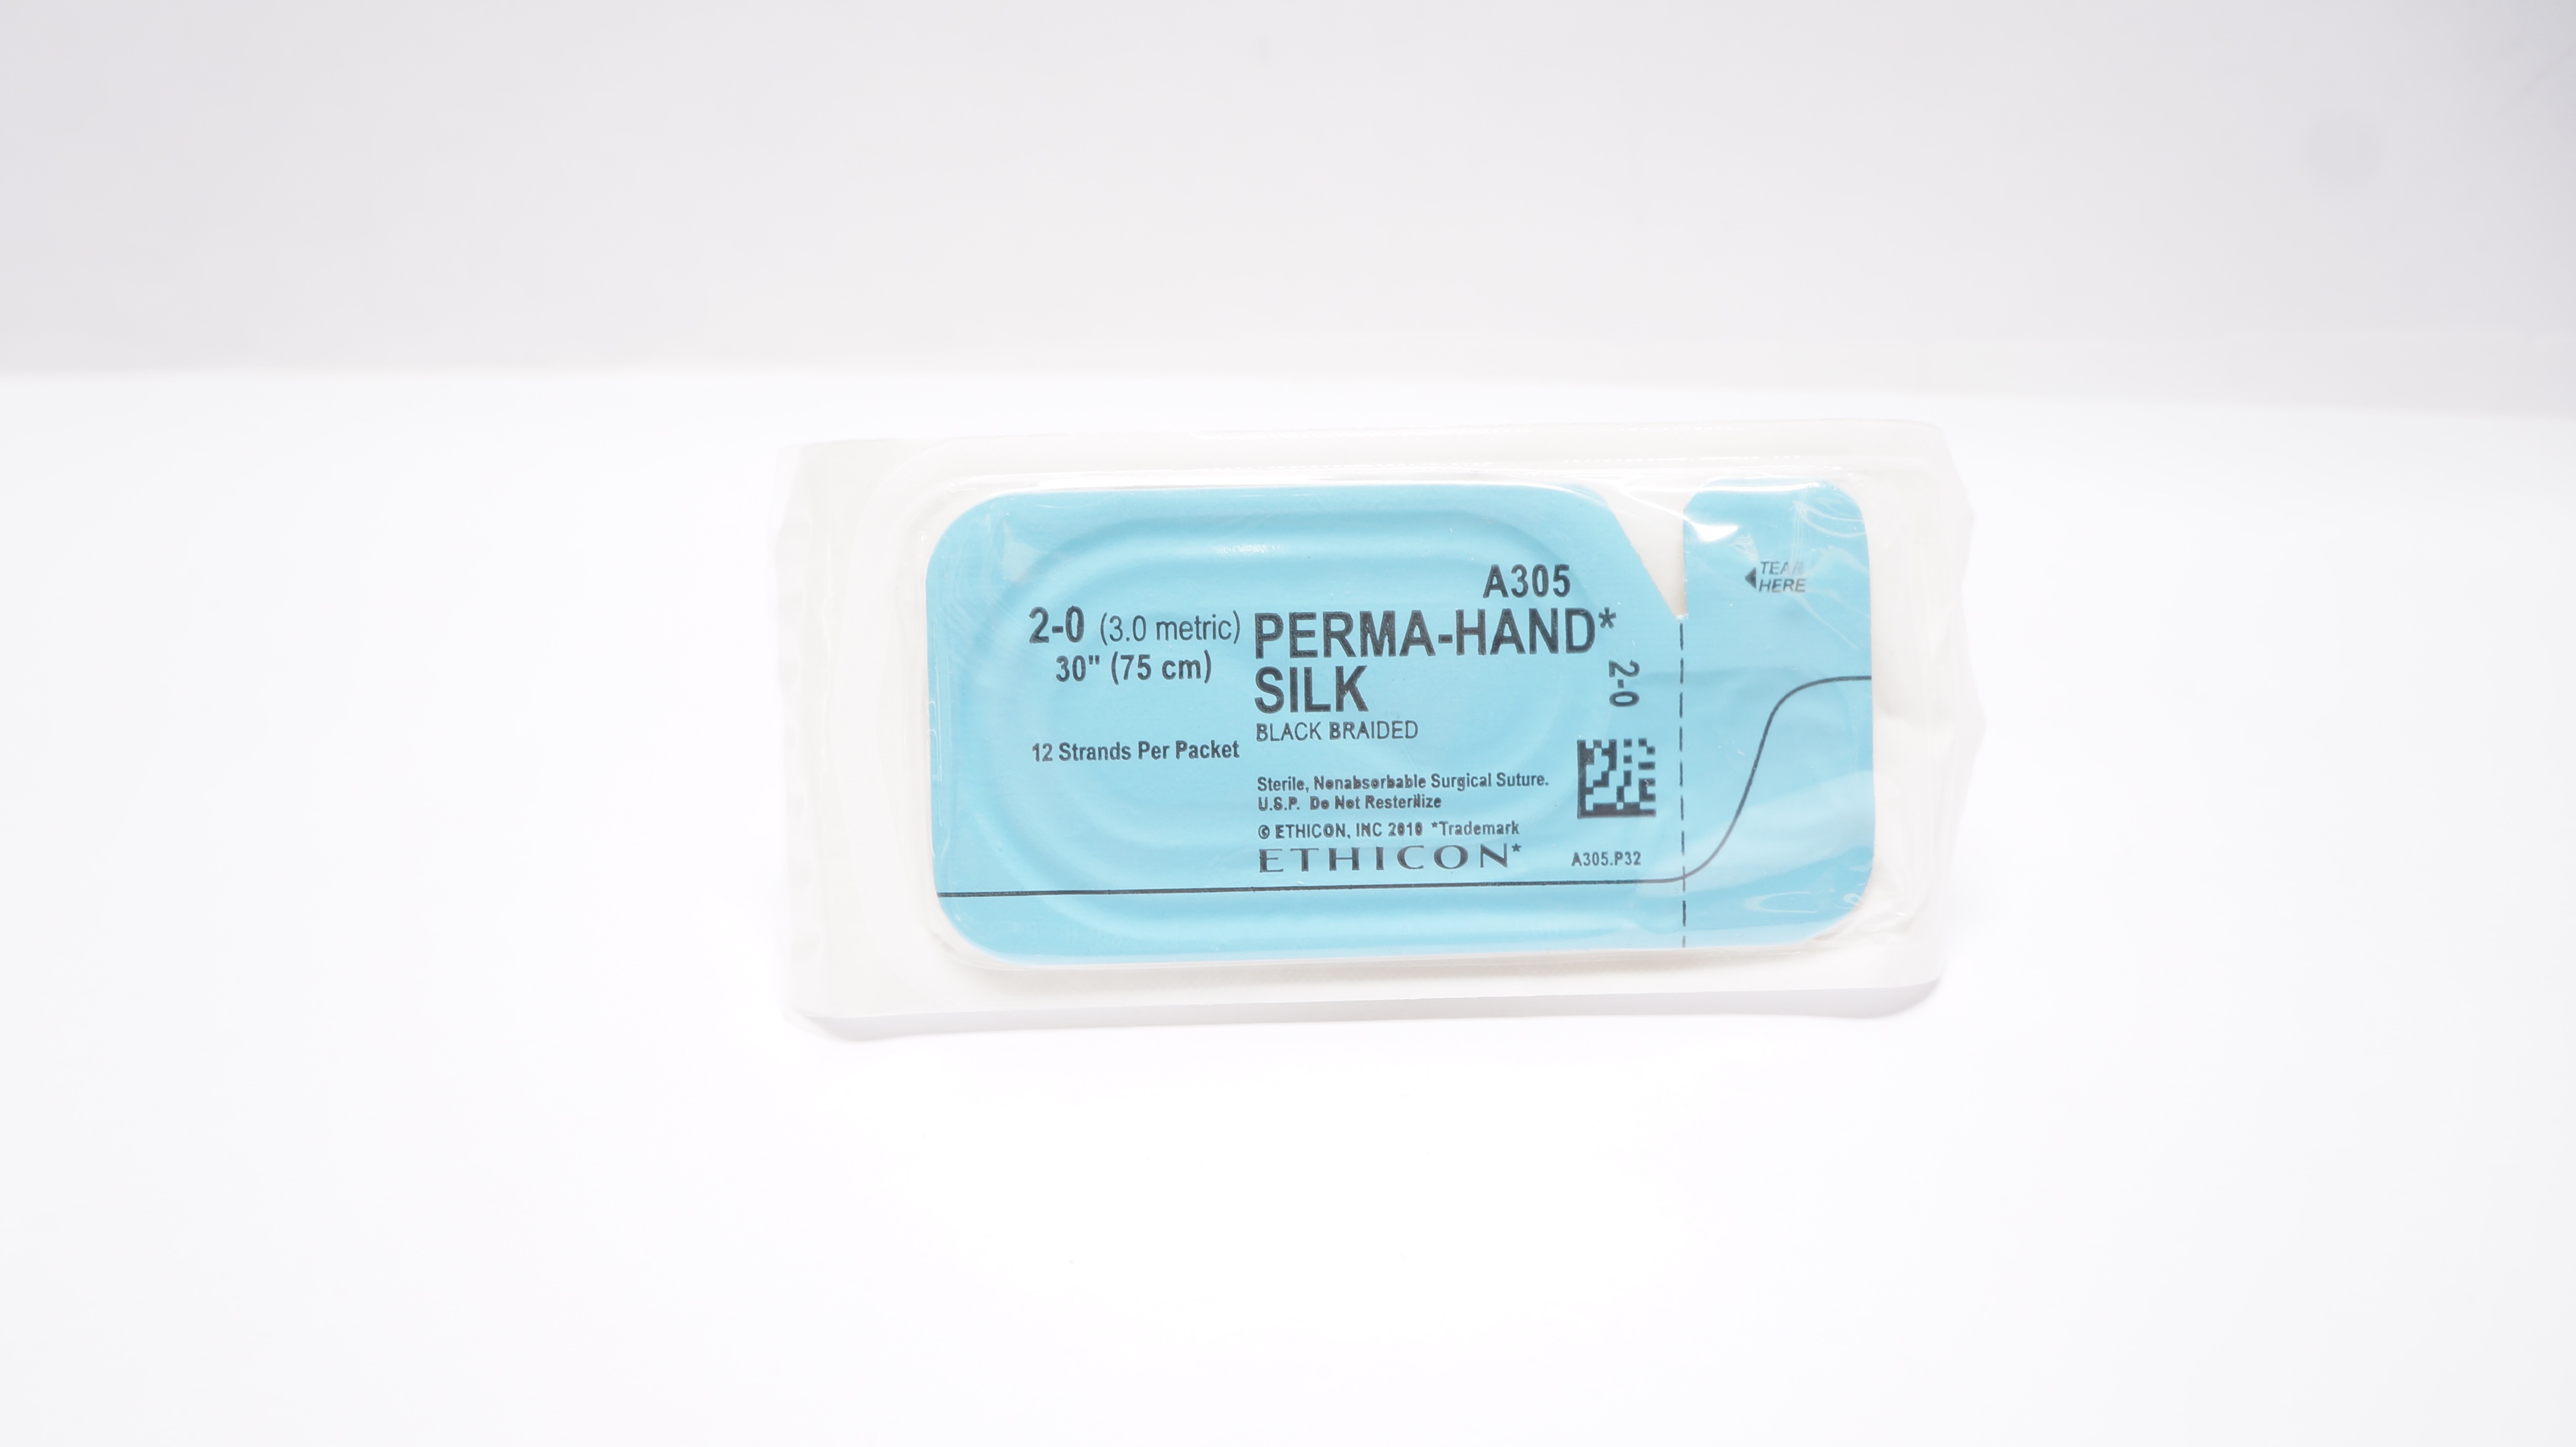 A305
2-0 (3.0 metric)
30" (75 cm)
12 Strands Per Packet
PERMA-HAND*
SILK
BLACK BRAIDED
Sterile, Nonabsorbable Surgical Suture.
U.S.P. Do Not Resterilize
© ETHICON, INC 2010 *Trademark
ETHICON*
2-0
A305.P32
TEAR
HERE